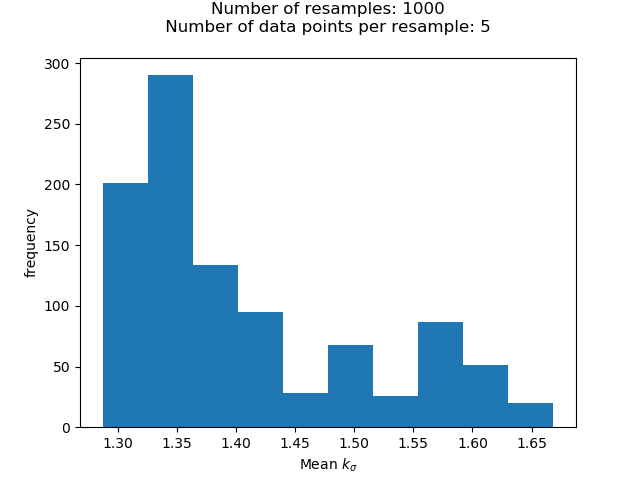 Number of resamples: 1000
Number of data points per resample: 5
300
250
200
150
100
50
0
frequency
1.30 1.35 1.40 1.45 1.50 1.55 1.60 1.65
Mean kσ